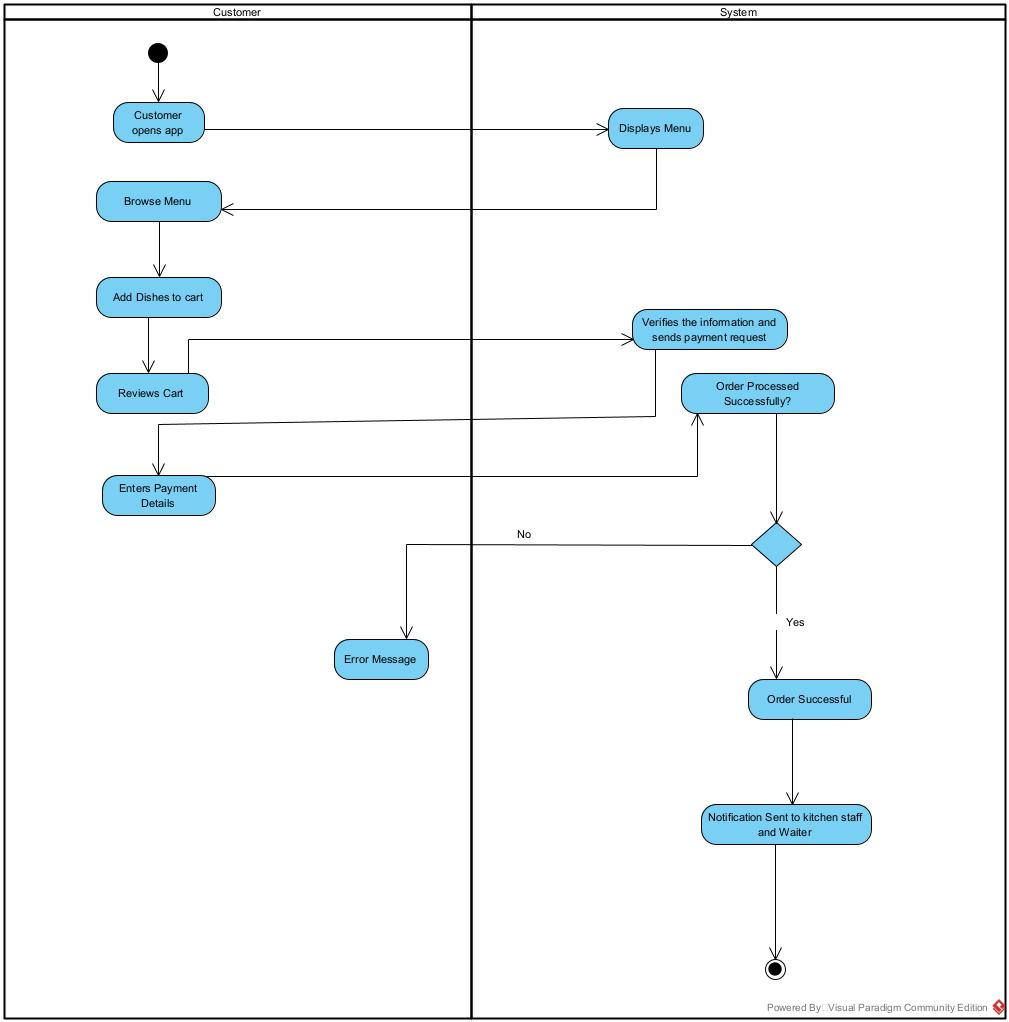 Customer
System
Customer
opens app
Displays Menu
Browse Menu
Add Dishes to cart
Verifies the information and
sends payment request
Reviews Cart
Order Processed
Successfully?
Enters Payment
Details
No
Yes
Error Message
Order Successful
Notification Sent to kitchen staff
and Waiter
Powered By Visual Paradigm Community Edition